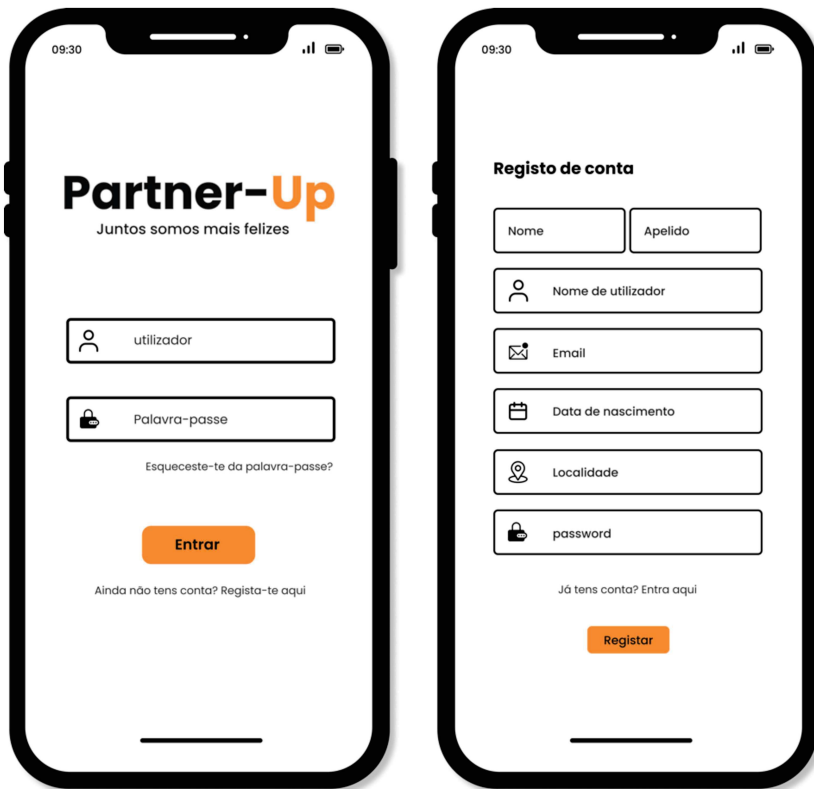 09:30
Partner-Up
Juntos somos mais felizes
utilizador
Palavra-passe
Esqueceste-te da palavra-passe?
Entrar
Ainda não tens conta? Regista-te aqui
09:30
Registo de conta
Nome
Apelido
Nome de utilizador
Email
Data de nascimento
Localidade
password
Já tens conta? Entra aqui
Registar